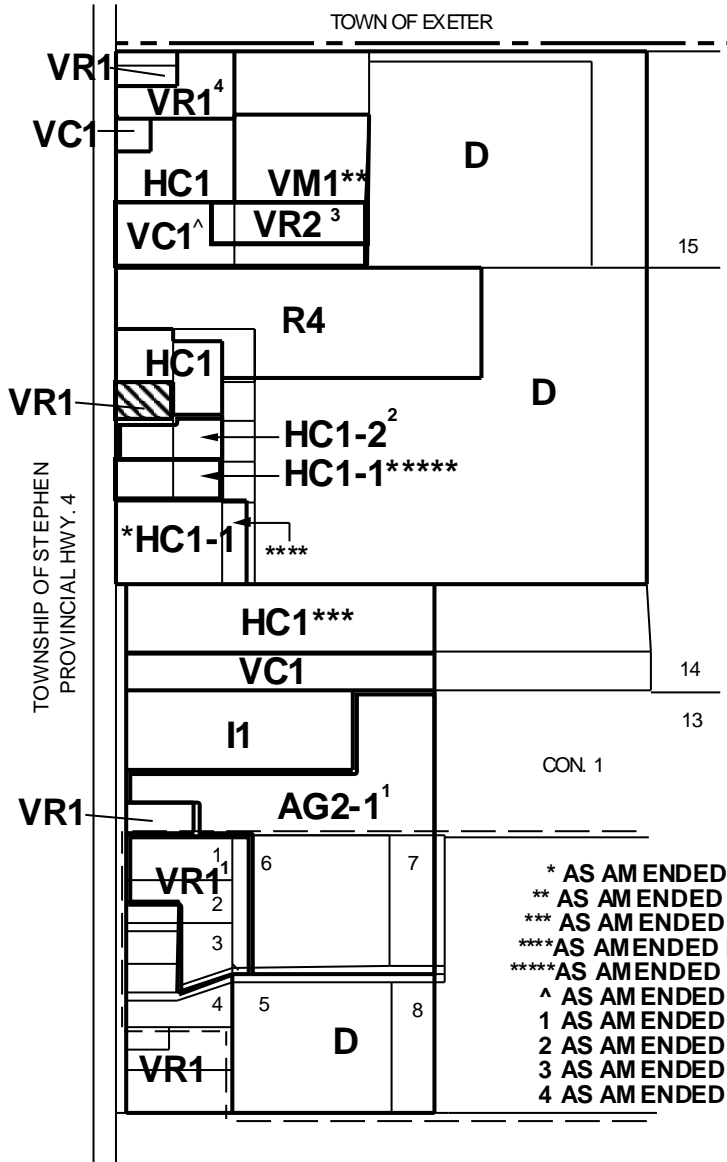 TOWN OF EXETER
VR1
VR1⁴
VC1
D
HC1
VM1**
VR2 ³
VC1^
15
R4
HC1
D
VR1
HC1-2²
HC1-1*****
*HC1-1
****
TOWNSHIP OF STEPHEN
PROVINCIAL HWY. 4
HC1***
VC1
14
13
I1
CON. 1
AG2-1¹
VR1
1
6
7
VR1¹
2
3
4
5
8
D
VR1
* AS AMENDED
** AS AMENDED
*** AS AMENDED
****AS AMENDED
*****AS AMENDED
^ AS AMENDED
1 AS AMENDED
2 AS AMENDED
3 AS AMENDED
4 AS AMENDED